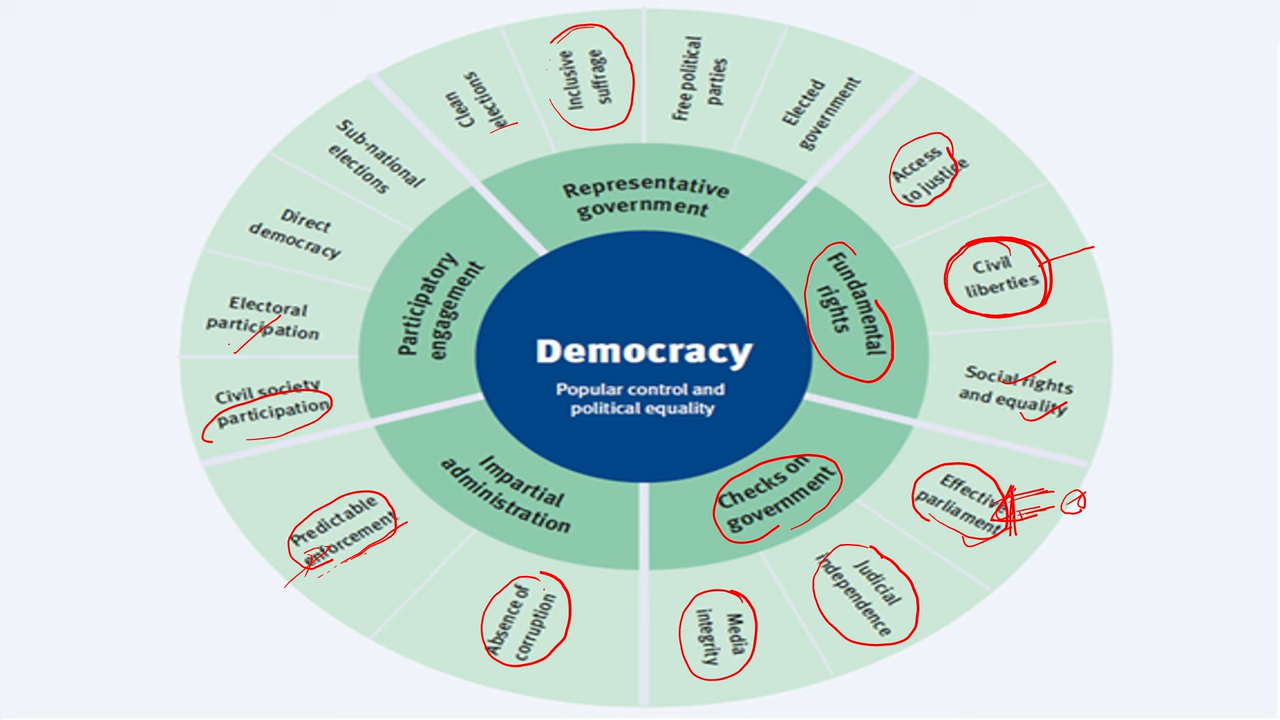 Democracy
Popular control and
political equality
Representative
government
Clean
elections
Inclusive
suffrage
Free political
parties
Elected
government
Fundamental
rights
Access
to justice
Civil
liberties
Social rights
and equality
Checks on
government
Effective
parliament
Judicial
independence
Media
integrity
Impartial
administration
Absence of
corruption
Predictable
enforcement
Participatory
engagement
Civil society
participation
Electoral
participation
Direct
democracy
Sub-national
elections